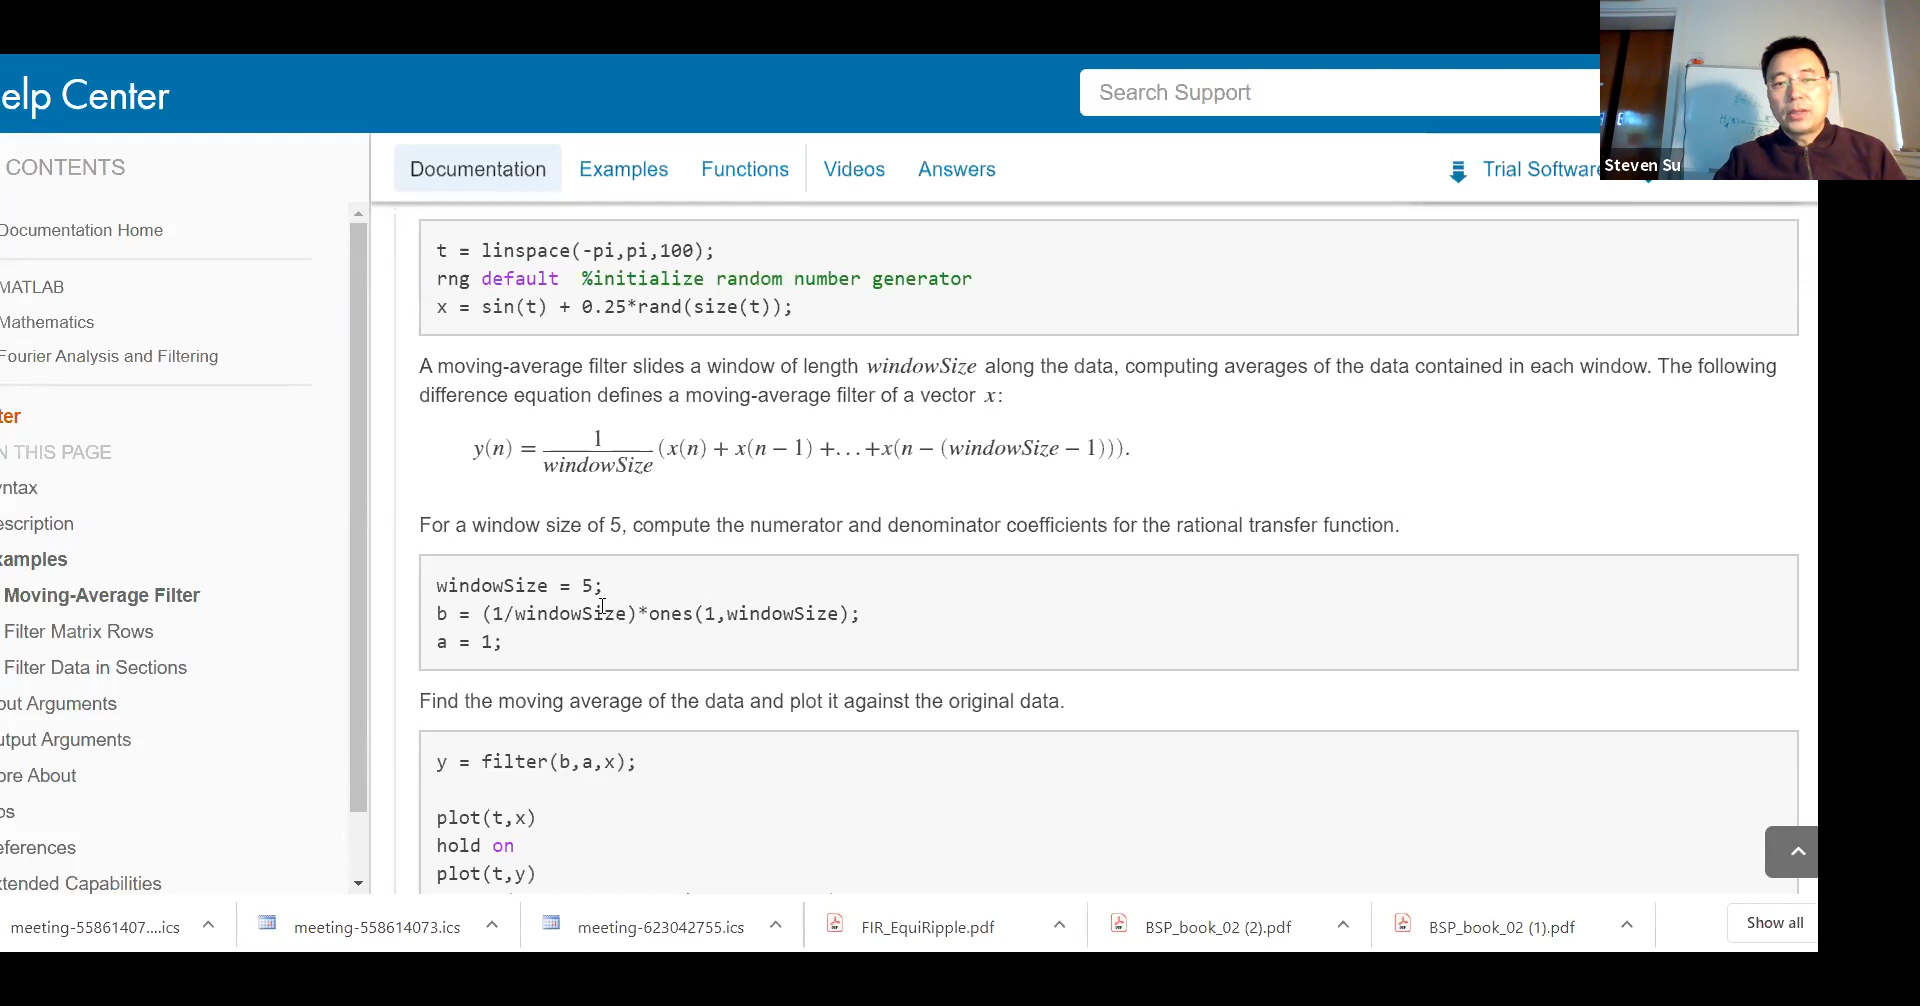 elp Center
Search Support
CONTENTS
Documentation
Examples
Functions
Videos
Answers
Trial Software
Steven Su
Documentation Home
MATLAB
Mathematics
Fourier Analysis and Filtering
ter
N THIS PAGE
ntax
escription
amples
Moving-Average Filter
Filter Matrix Rows
Filter Data in Sections
out Arguments
utput Arguments
ore About
os
eferences
xtended Capabilities
t = linspace(-pi,pi,100);
rng default  %initialize random number generator
x = sin(t) + 0.25*rand(size(t));
A moving-average filter slides a window of length windowSize along the data, computing averages of the data contained in each window. The following
difference equation defines a moving-average filter of a vector x:
y(n) = 1/windowSize (x(n) + x(n − 1) +...+x(n − (windowSize − 1))).
For a window size of 5, compute the numerator and denominator coefficients for the rational transfer function.
windowSize = 5;
b = (1/windowSize)*ones(1,windowSize);
a = 1;
Find the moving average of the data and plot it against the original data.
y = filter(b,a,x);
plot(t,x)
hold on
plot(t,y)
meeting-55861407....ics
meeting-558614073.ics
meeting-623042755.ics
FIR_EquiRipple.pdf
BSP_book_02 (2).pdf
BSP_book_02 (1).pdf
Show all